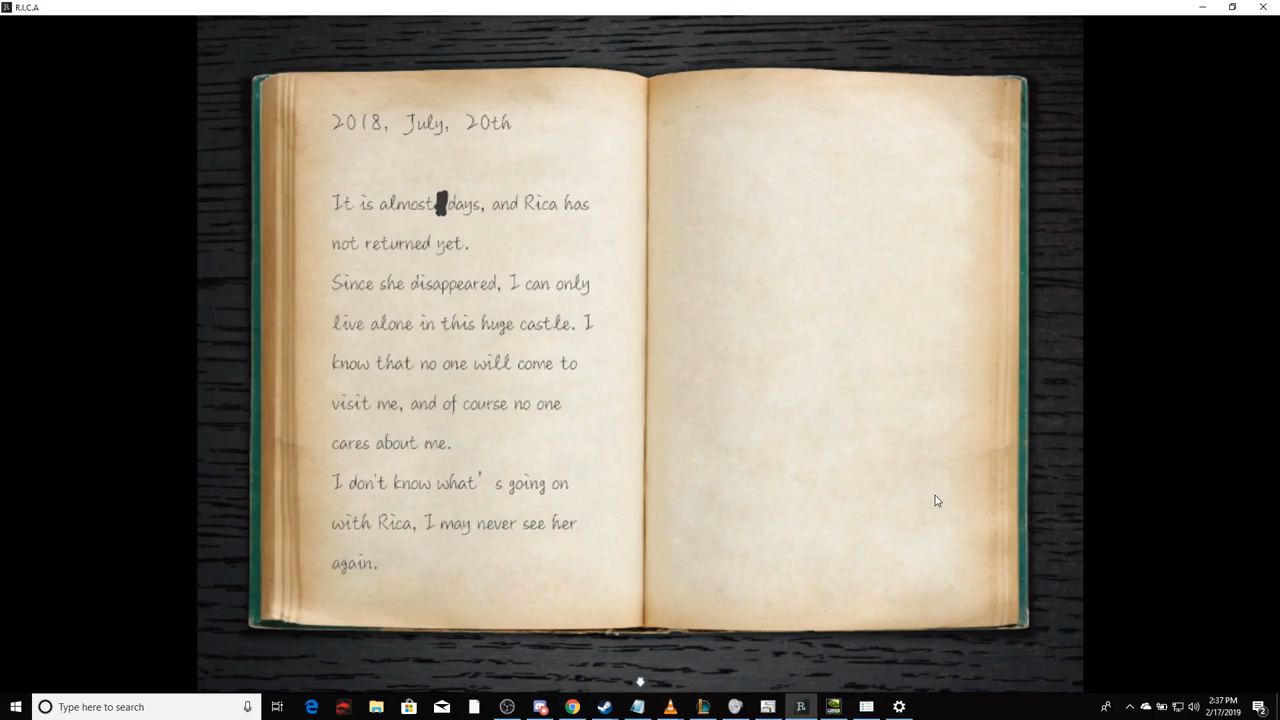 R.I.C.A
2018, July, 20th
It is almost days, and Rica has
not returned yet.
Since she disappeared, I can only
live alone in this huge castle. I
know that no one will come to
visit me, and of course no one
cares about me.
I don't know what's going on
with Rica, I may never see her
again.
Type here to search
2:37 PM
2/17/2019